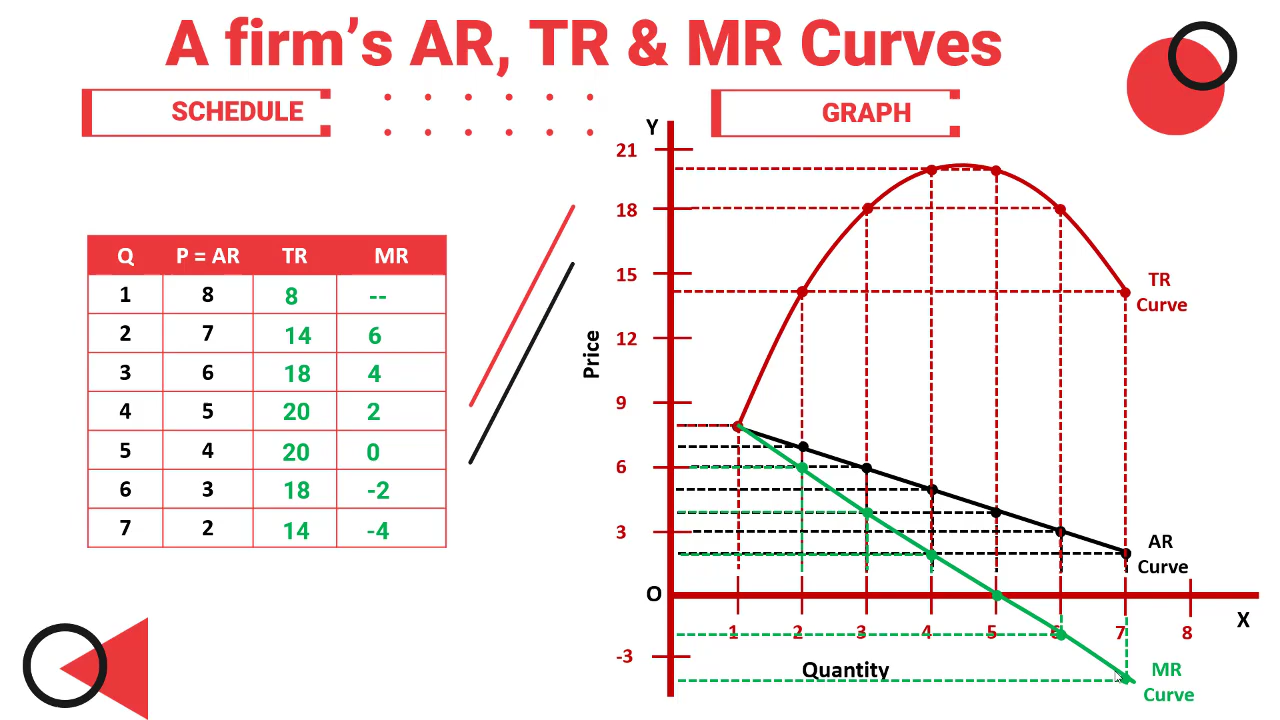 A firm's AR, TR & MR Curves
SCHEDULE
Q P = AR TR MR
1 8 8 --
2 7 14 6
3 6 18 4
4 5 20 2
5 4 20 0
6 3 18 -2
7 2 14 -4
GRAPH
Y
21
18
15
12
9
6
3
O
-3
Price
TR
Curve
AR
Curve
1 2 3 4 5 6 7 8
X
Quantity
MR
Curve